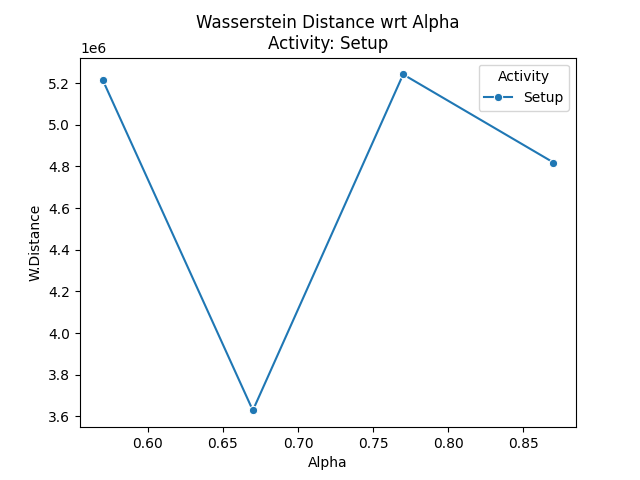 Wasserstein Distance wrt Alpha
Activity: Setup
1e6
Activity
Setup
5.2
5.0
4.8
4.6
4.4
4.2
4.0
3.8
3.6
W.Distance
0.60 0.65 0.70 0.75 0.80 0.85
Alpha